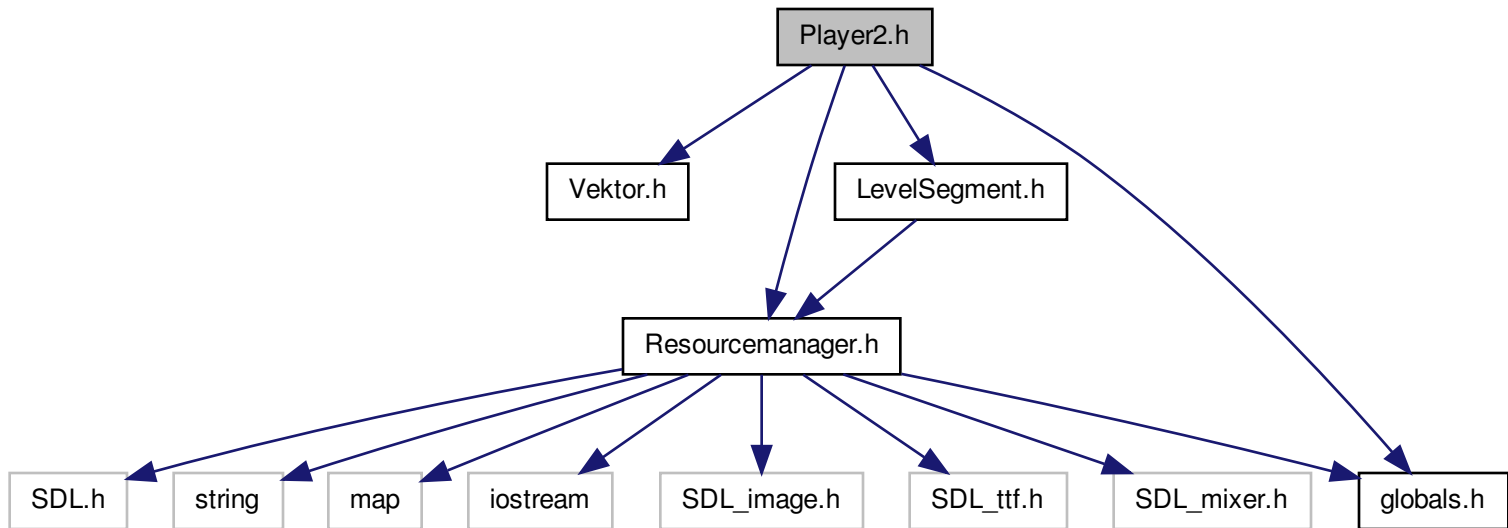 Player2.h
Vektor.h
LevelSegment.h
Resourcemanager.h
SDL.h
string
map
iostream
SDL_image.h
SDL_ttf.h
SDL_mixer.h
globals.h